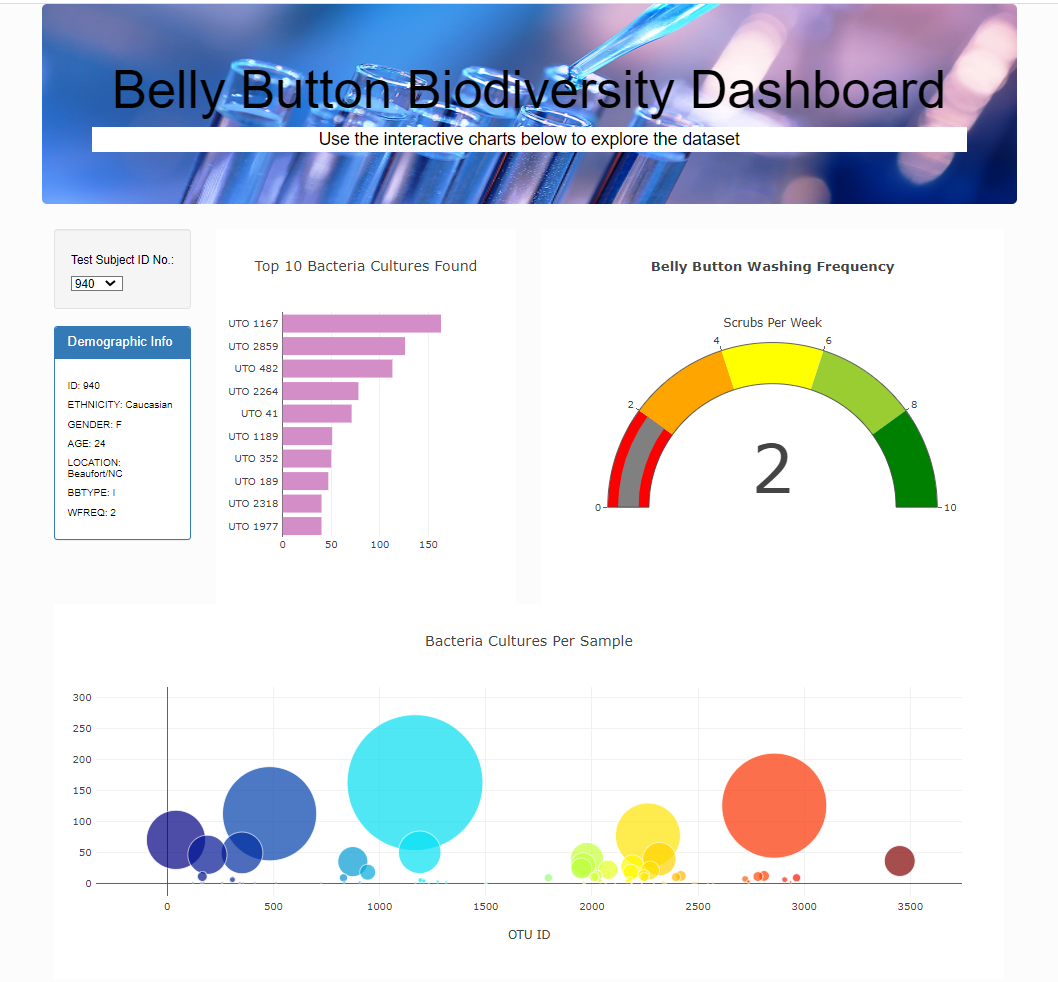 Belly Button Biodiversity Dashboard
Use the interactive charts below to explore the dataset
Test Subject ID No.:
940
Demographic Info
ID: 940
ETHNICITY: Caucasian
GENDER: F
AGE: 24
LOCATION:
Beaufort/NC
BBTYPE: I
WFREQ: 2
Top 10 Bacteria Cultures Found
UTO 1167
UTO 2859
UTO 482
UTO 2264
UTO 41
UTO 1189
UTO 352
UTO 189
UTO 2318
UTO 1977
0 50 100 150
Belly Button Washing Frequency
Scrubs Per Week
0 2 4 6 8 10
2
Bacteria Cultures Per Sample
300
250
200
150
100
50
0
0 500 1000 1500 2000 2500 3000 3500
OTU ID